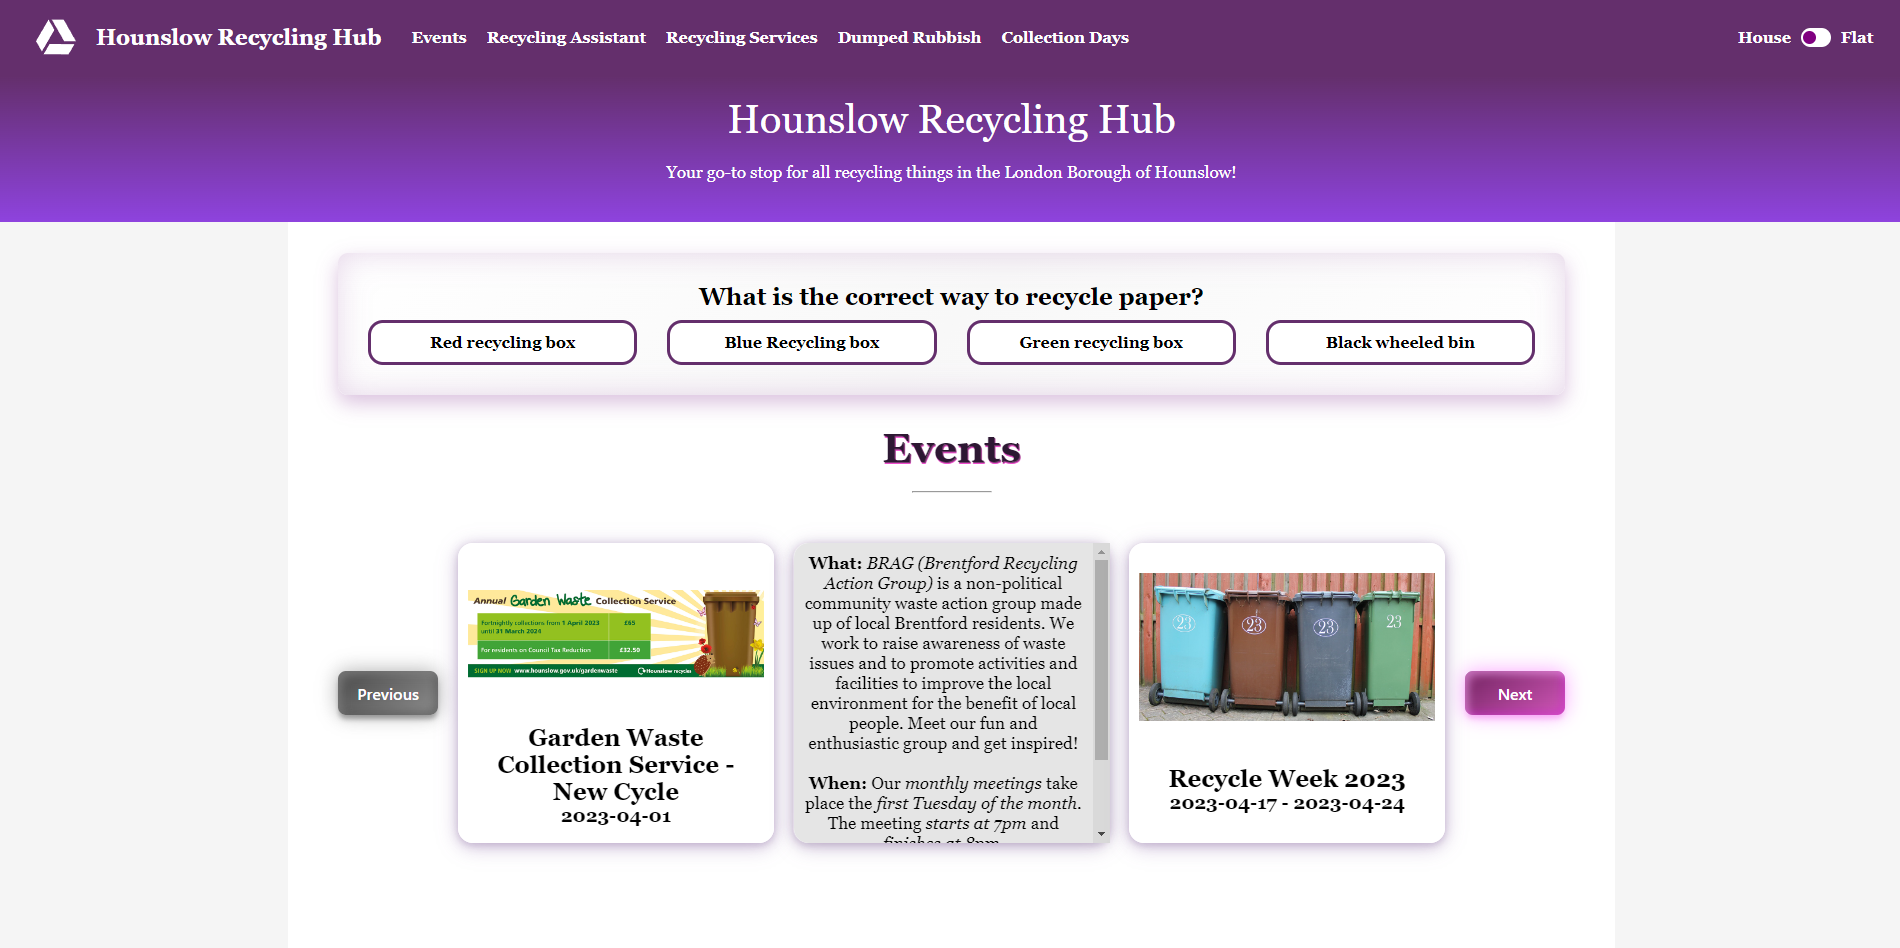 Hounslow Recycling Hub
Events
Recycling Assistant
Recycling Services
Dumped Rubbish
Collection Days
House
Flat
Hounslow Recycling Hub
Your go-to stop for all recycling things in the London Borough of Hounslow!
What is the correct way to recycle paper?
Red recycling box
Blue Recycling box
Green recycling box
Black wheeled bin
Events
Previous
Annual Garden Waste Collection Service
Fortnightly collections from 1 April 2023 £65
until 31 March 2024
For residents on Council Tax Reduction £32.50
SIGN UP NOW www.hounslow.gov.uk/gardenwaste Hounslow recycles
Garden Waste
Collection Service -
New Cycle
2023-04-01
What: BRAG (Brentford Recycling
Action Group) is a non-political
community waste action group made
up of local Brentford residents. We
work to raise awareness of waste
issues and to promote activities and
facilities to improve the local
environment for the benefit of local
people. Meet our fun and
enthusiastic group and get inspired!
When: Our monthly meetings take
place the first Tuesday of the month.
The meeting starts at 7pm and
finishes at 8pm
23
23
23
23
Recycle Week 2023
2023-04-17 - 2023-04-24
Next